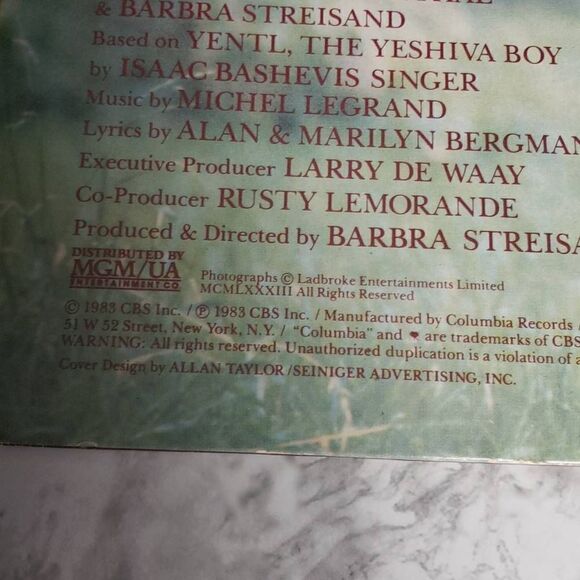 & BARBRA STREISAND
Based on YENTL, THE YESHIVA BOY
by ISAAC BASHEVIS SINGER
Music by MICHEL LEGRAND
Lyrics by ALAN & MARILYN BERGMAN
Executive Producer LARRY DE WAAY
Co-Producer RUSTY LEMORANDE
Produced & Directed by BARBRA STREISA
DISTRIBUTED BY
MGM/UA
ENTERTAINMENT CO.
Photographs © Ladbroke Entertainments Limited
MCMLXXXIII All Rights Reserved
© 1983 CBS Inc. / ℗ 1983 CBS Inc. / Manufactured by Columbia Records
51 W 52 Street, New York, N.Y. / "Columbia" and ❤ are trademarks of CBS
WARNING: All rights reserved. Unauthorized duplication is a violation of a
Cover Design by ALLAN TAYLOR/SEINIGER ADVERTISING, INC.